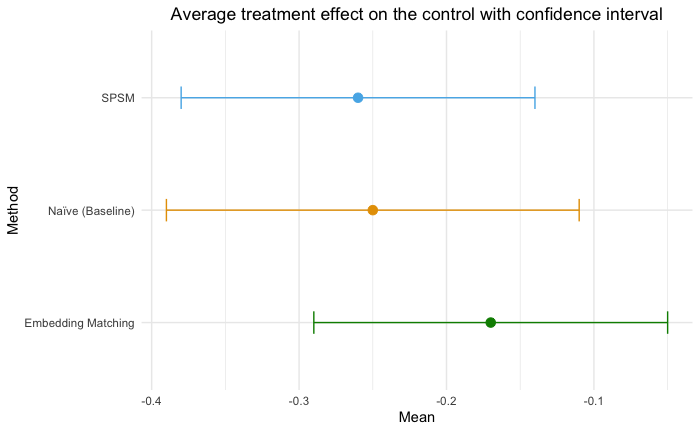 Average treatment effect on the control with confidence interval
SPSM
Naïve (Baseline)
Embedding Matching
Method
-0.4 -0.3 -0.2 -0.1
Mean